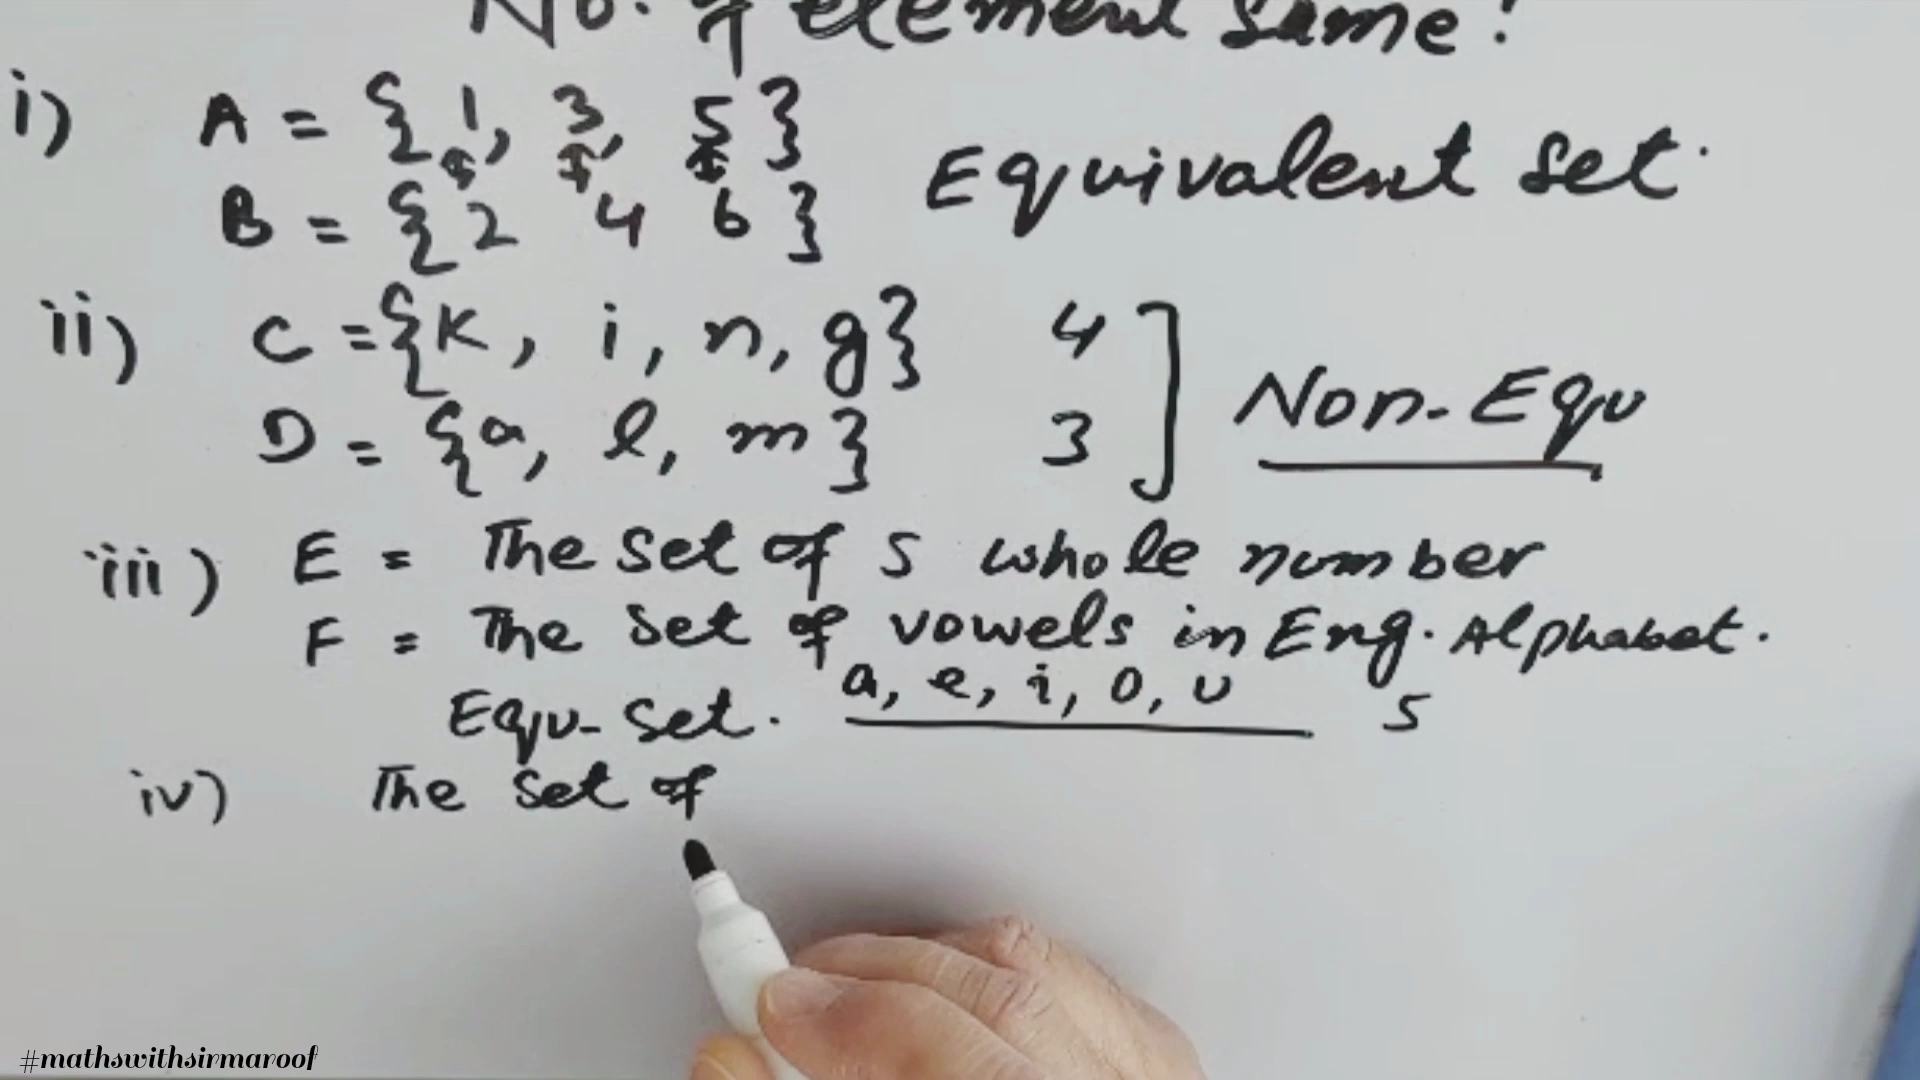 No. of element same!
i) A = {1, 3, 5}
B = {2 4 6}
Equivalent set.
ii) C = {K, i, n, g} 4
D = {a, l, m} 3
Non-Equ
iii) E = The set of 5 whole number
F = The set of vowels in Eng. Alphabet.
Equ-set. a, e, i, o, u 5
iv) The set of
#mathswithsirmaroof